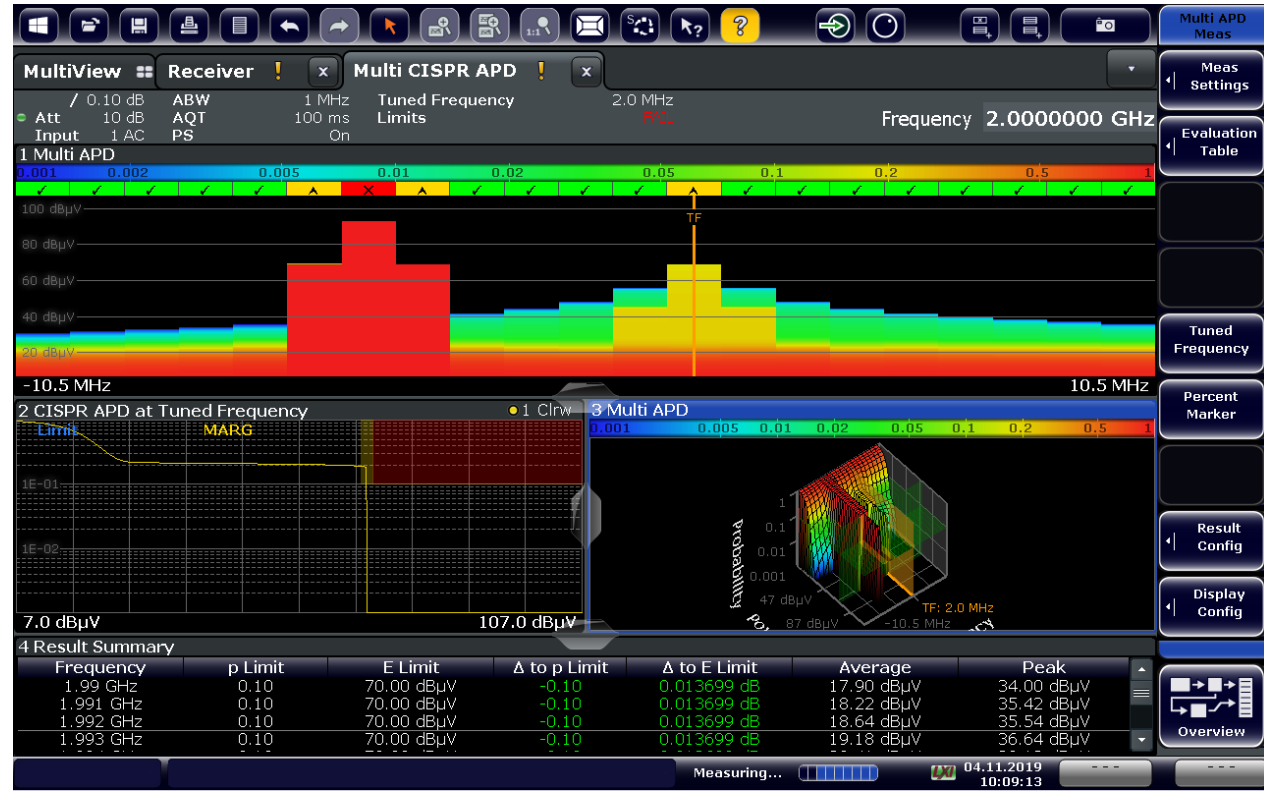 1:1
S
?
?
Multi APD
Meas
MultiView
Receiver !
x
Multi CISPR APD !
x
Meas
Settings
/ 0.10 dB ABW 1 MHz Tuned Frequency 2.0 MHz
Att 10 dB AQT 100 ms Limits FAIL
Input 1 AC PS On
Frequency 2.0000000 GHz
Evaluation
Table
1 Multi APD
0.001 0.002 0.005 0.01 0.02 0.05 0.1 0.2 0.5 1
100 dBµV
TF
80 dBµV
60 dBµV
40 dBµV
20 dBµV
-10.5 MHz 10.5 MHz
Tuned
Frequency
Percent
Marker
2 CISPR APD at Tuned Frequency 1 Clrw
Limit MARG
1E-01
1E-02
7.0 dBµV 107.0 dBµV
3 Multi APD
0.001 0.005 0.01 0.02 0.05 0.1 0.2 0.5 1
Probability
1
0.1
0.01
0.001
47 dBµV
87 dBµV
TF: 2.0 MHz
-10.5 MHz
Result
Config
Display
Config
4 Result Summary
Frequency p Limit E Limit Δ to p Limit Δ to E Limit Average Peak
1.99 GHz 0.10 70.00 dBµV -0.10 0.013699 dB 17.90 dBµV 34.00 dBµV
1.991 GHz 0.10 70.00 dBµV -0.10 0.013699 dB 18.22 dBµV 35.42 dBµV
1.992 GHz 0.10 70.00 dBµV -0.10 0.013699 dB 18.64 dBµV 35.54 dBµV
1.993 GHz 0.10 70.00 dBµV -0.10 0.013699 dB 19.18 dBµV 36.64 dBµV
Overview
Measuring...
LXI
04.11.2019
10:09:13
---
---